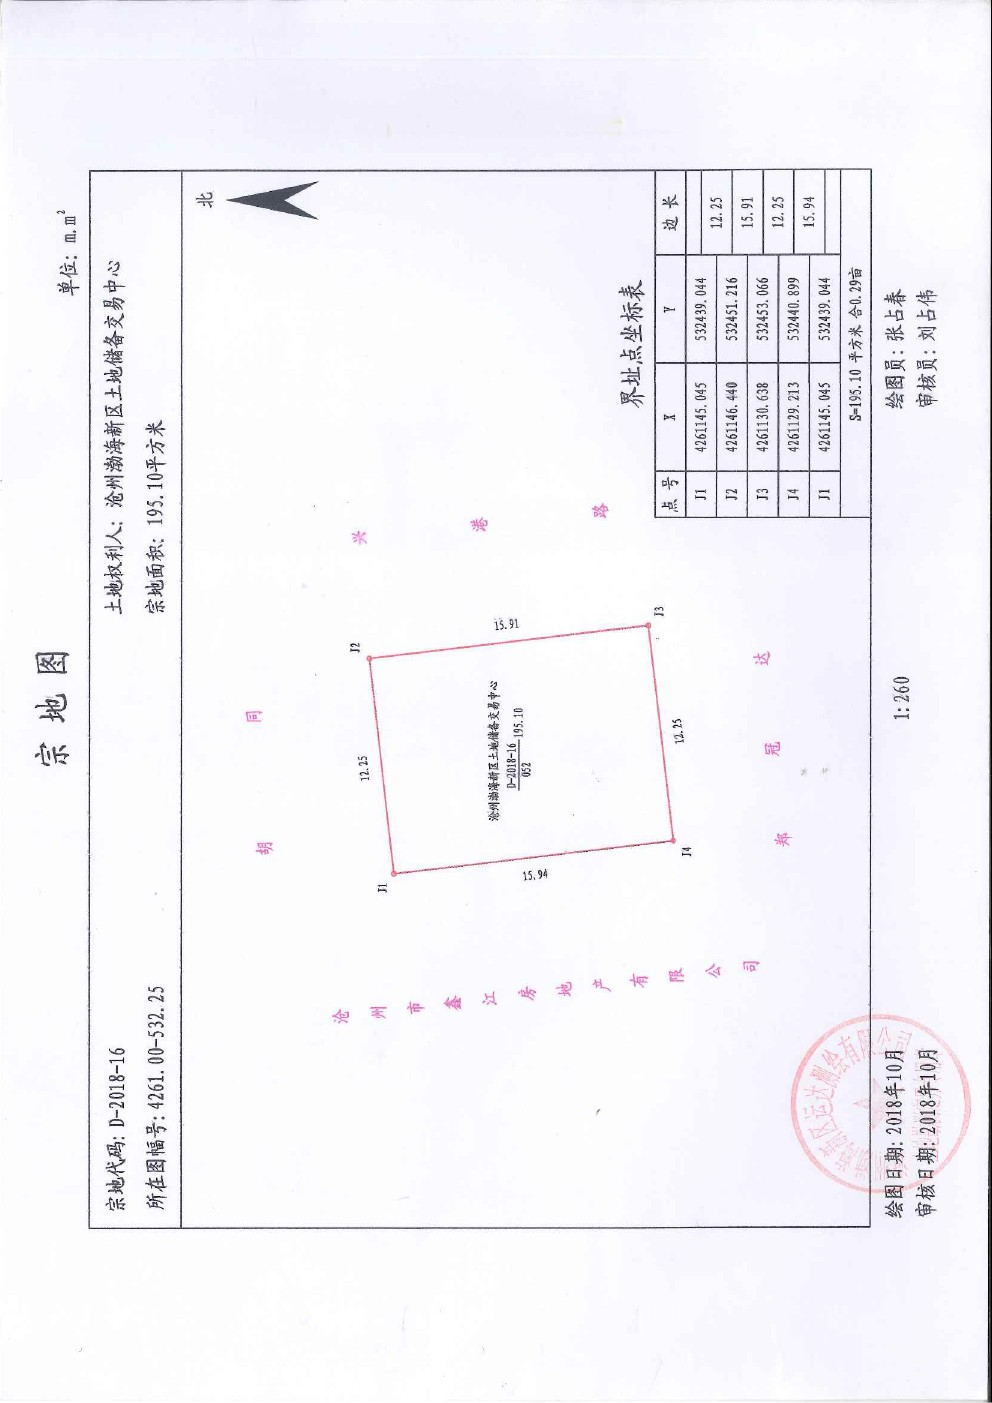 宗地图
单位: m.m²
宗地代码: D-2018-16 土地权利人: 沧州渤海新区土地储备交易中心
所在图幅号: 4261.00-532.25 宗地面积: 195.10平方米
北
胡同
J1
12.25
J2
兴港路
沧州市鑫江房地产有限公司
沧州渤海新区土地储备交易中心
D-2018-16
052
195.10
15.94
15.91
J4
12.25
J3
郑冠达
界址点坐标表
点号 X Y 边长
J1 4261145.045 532439.044
12.25
J2 4261146.440 532451.216
15.91
J3 4261130.638 532453.066
12.25
J4 4261129.213 532440.899
15.94
J1 4261145.045 532439.044
S=195.10 平方米 合0.29亩
绘图日期: 2018年10月 1:260 绘图员: 张占春
审核日期: 2018年10月 审核员: 刘占伟
区运达测绘有限公司